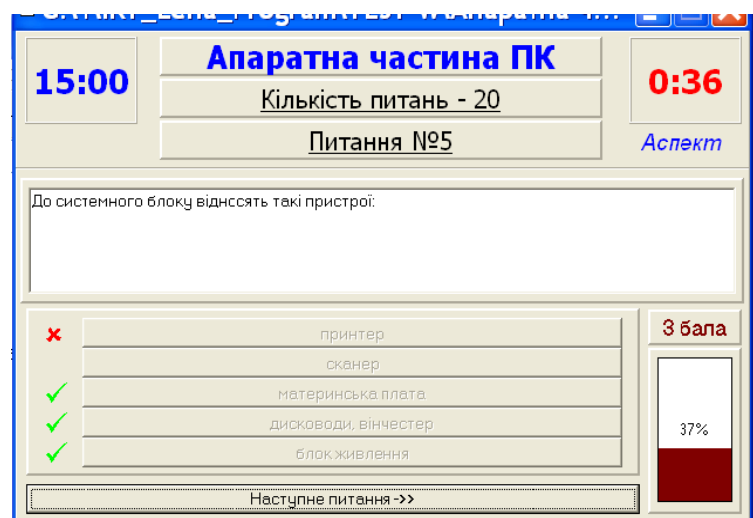 15:00
Апаратна частина ПК
0:36
Кількість питань - 20
Питання №5
Аспект
До системного блоку віднссять такі пристрої:
принтер
3 бала
сканер
материнська плата
дисководи, вінчестер
37%
блок живлення
Наступне питання ->>